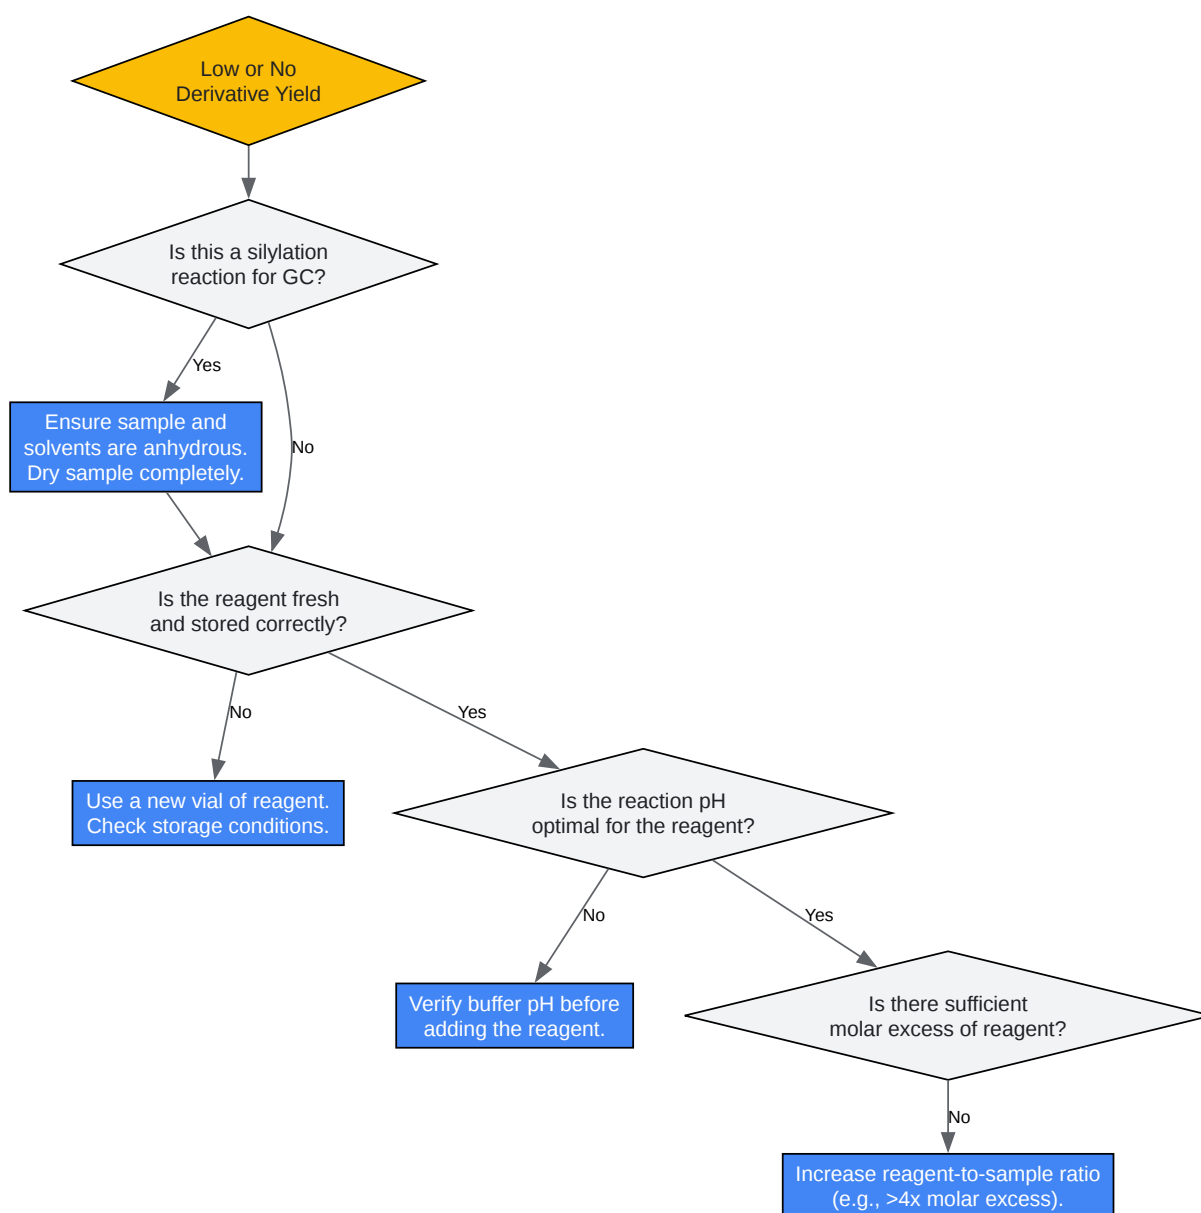 Low or No
Derivative Yield
Is this a silylation
reaction for GC?
Yes
Ensure sample and
solvents are anhydrous.
Dry sample completely.
No
Is the reagent fresh
and stored correctly?
No
Yes
Use a new vial of reagent.
Check storage conditions.
Is the reaction pH
optimal for the reagent?
No
Yes
Verify buffer pH before
adding the reagent.
Is there sufficient
molar excess of reagent?
No
Increase reagent-to-sample ratio
(e.g., >4x molar excess).